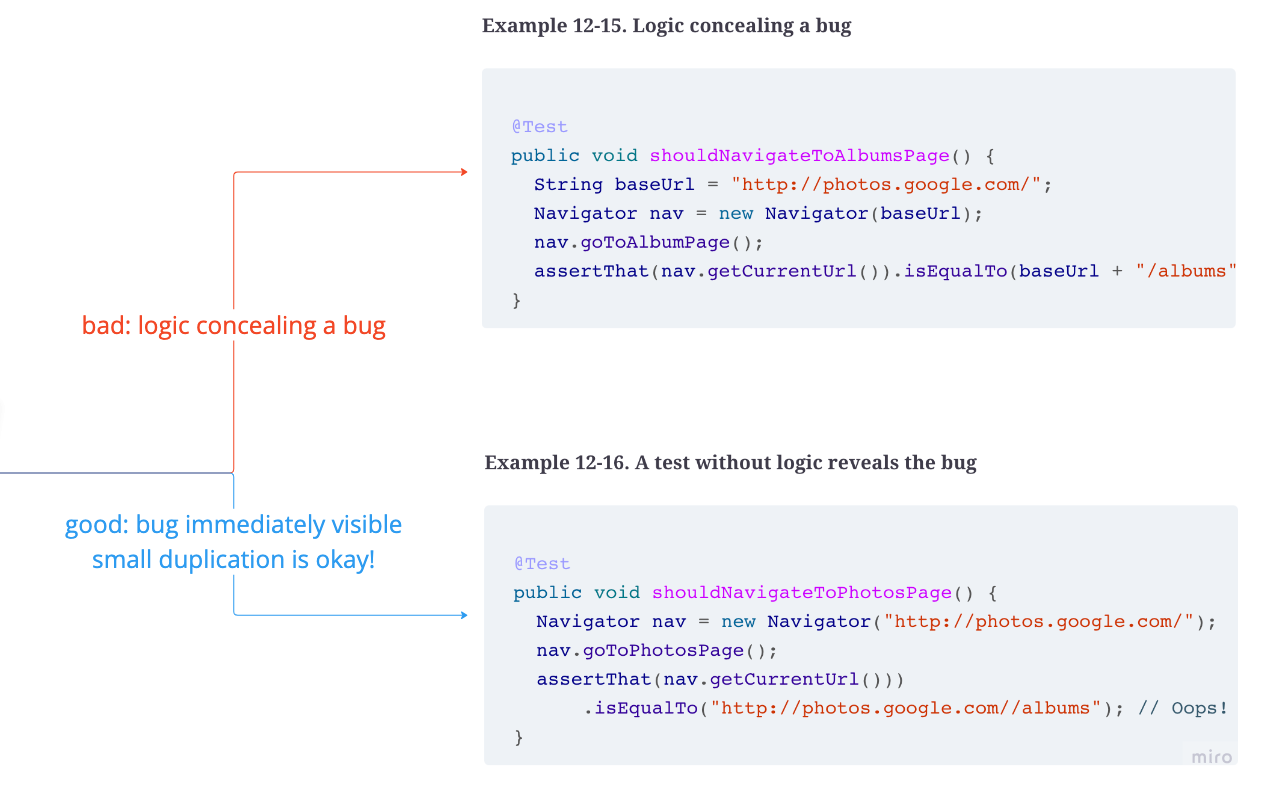 Example 12-15. Logic concealing a bug
@Test
public void shouldNavigateToAlbumsPage() {
  String baseUrl = "http://photos.google.com/";
  Navigator nav = new Navigator(baseUrl);
  nav.goToAlbumPage();
  assertThat(nav.getCurrentUrl()).isEqualTo(baseUrl + "/albums"
}
bad: logic concealing a bug
good: bug immediately visible
small duplication is okay!
Example 12-16. A test without logic reveals the bug
@Test
public void shouldNavigateToPhotosPage() {
  Navigator nav = new Navigator("http://photos.google.com/");
  nav.goToPhotosPage();
  assertThat(nav.getCurrentUrl()))
      .isEqualTo("http://photos.google.com//albums"); // Oops!
}
miro